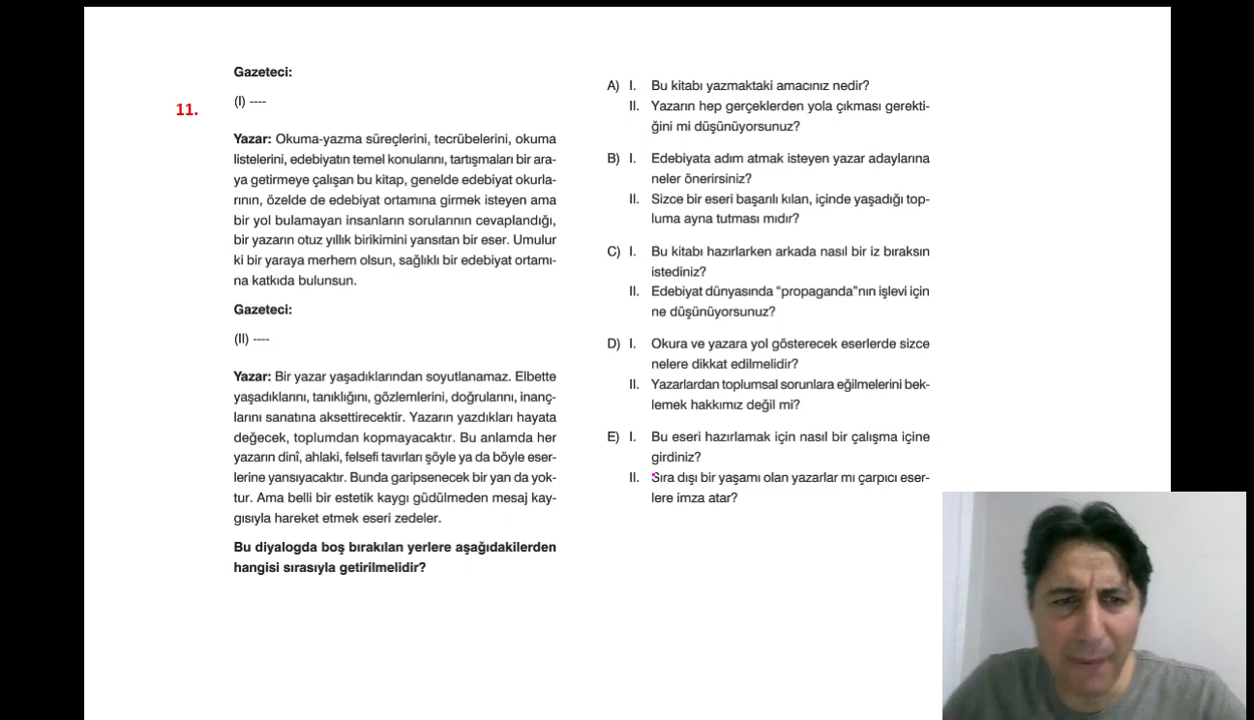 11.
Gazeteci:
(I) ----
Yazar: Okuma-yazma süreçlerini, tecrübelerini, okuma
listelerini, edebiyatın temel konularını, tartışmaları bir ara-
ya getirmeye çalışan bu kitap, genelde edebiyat okurla-
rının, özelde de edebiyat ortamına girmek isteyen ama
bir yol bulamayan insanların sorularının cevaplandığı,
bir yazarın otuz yıllık birikimini yansıtan bir eser. Umulur
ki bir yaraya merhem olsun, sağlıklı bir edebiyat ortamı-
na katkıda bulunsun.
Gazeteci:
(II) ----
Yazar: Bir yazar yaşadıklarından soyutlanamaz. Elbette
yaşadıklarını, tanıklığını, gözlemlerini, doğrularını, inanç-
larını sanatına aksettirecektir. Yazarın yazdıkları hayata
değecek, toplumdan kopmayacaktır. Bu anlamda her
yazarın dinî, ahlaki, felsefi tavırları şöyle ya da böyle eser-
lerine yansıyacaktır. Bunda garipsenecek bir yan da yok-
tur. Ama belli bir estetik kaygı güdülmeden mesaj kay-
gısıyla hareket etmek eseri zedeler.
Bu diyalogda boş bırakılan yerlere aşağıdakilerden
hangisi sırasıyla getirilmelidir?
A) I. Bu kitabı yazmaktaki amacınız nedir?
II. Yazarın hep gerçeklerden yola çıkması gerekti-
ğini mi düşünüyorsunuz?
B) I. Edebiyata adım atmak isteyen yazar adaylarına
neler önerirsiniz?
II. Sizce bir eseri başarılı kılan, içinde yaşadığı top-
luma ayna tutması mıdır?
C) I. Bu kitabı hazırlarken arkada nasıl bir iz bıraksın
istediniz?
II. Edebiyat dünyasında “propaganda”nın işlevi için
ne düşünüyorsunuz?
D) I. Okura ve yazara yol gösterecek eserlerde sizce
nelere dikkat edilmelidir?
II. Yazarlardan toplumsal sorunlara eğilmelerini bek-
lemek hakkımız değil mi?
E) I. Bu eseri hazırlamak için nasıl bir çalışma içine
girdiniz?
II. Sıra dışı bir yaşamı olan yazarlar mı çarpıcı eser-
lere imza atar?